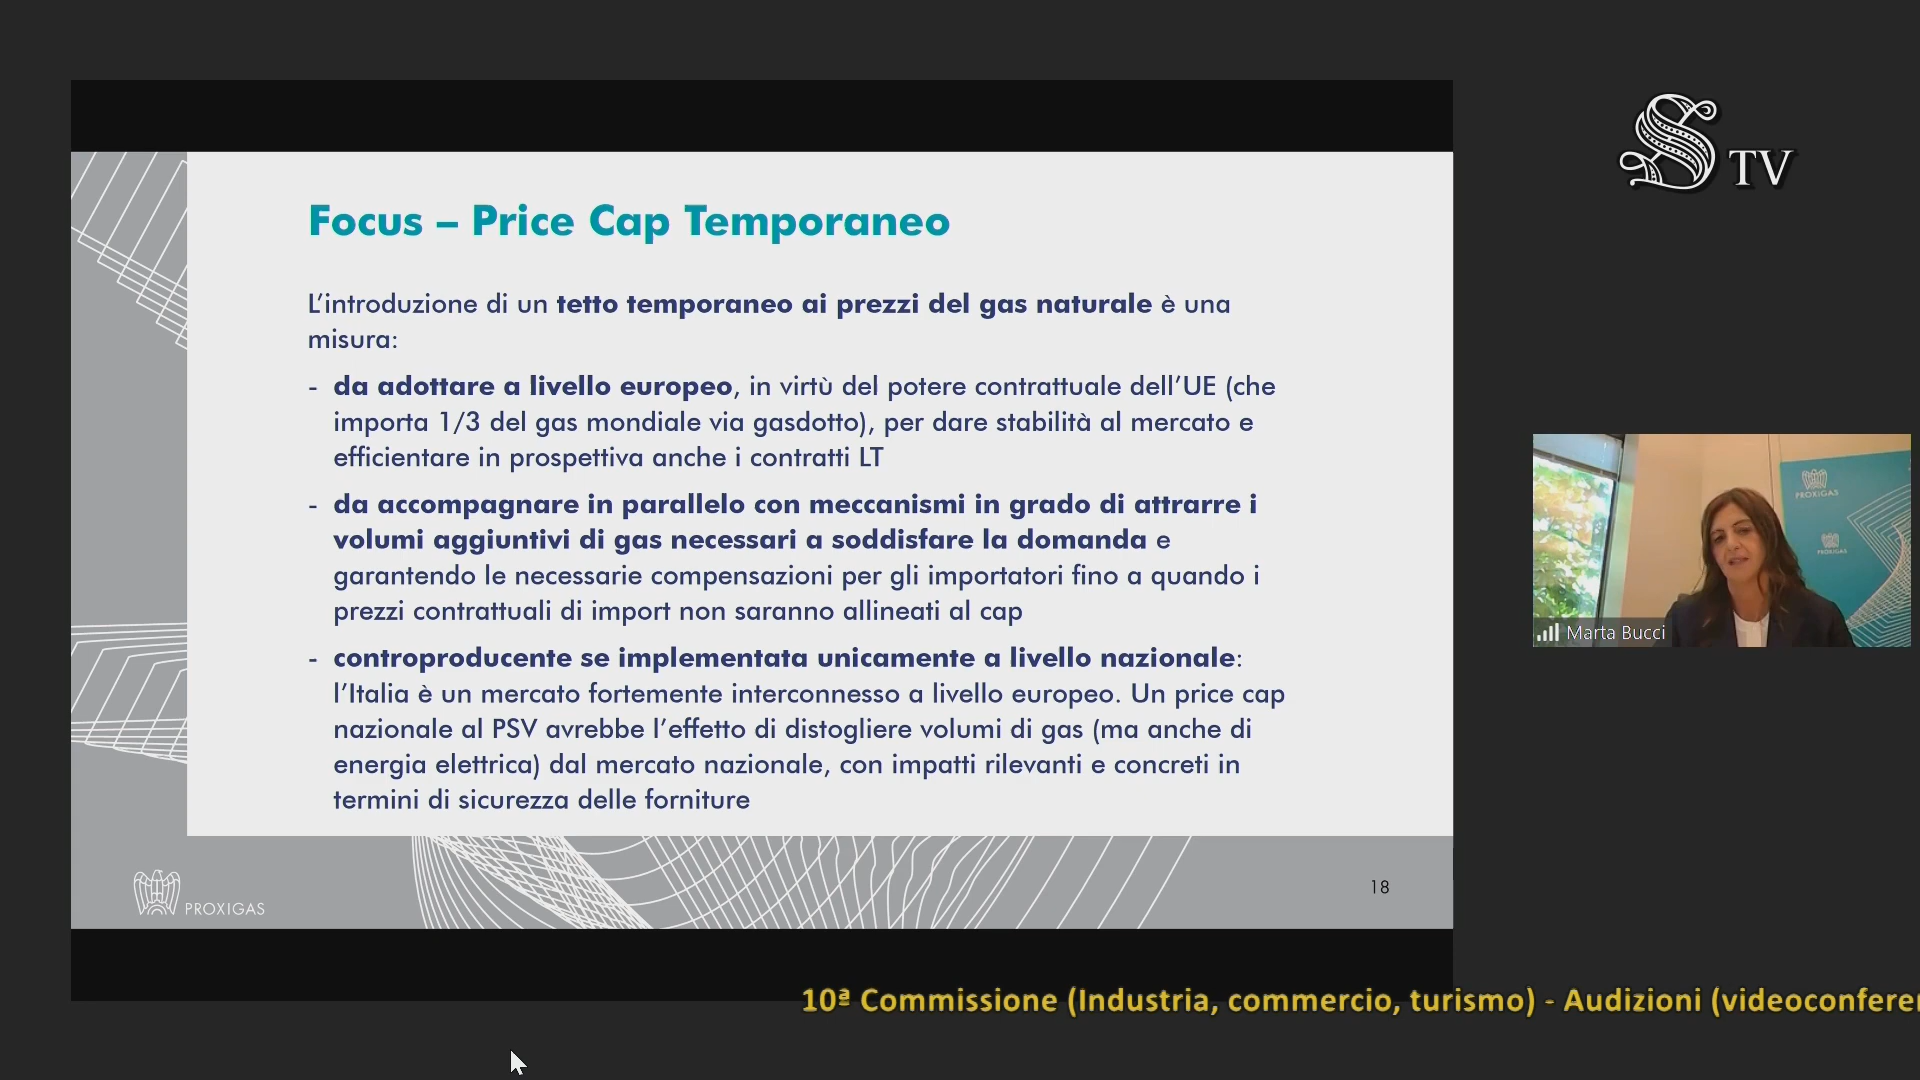 Focus – Price Cap Temporaneo
L’introduzione di un tetto temporaneo ai prezzi del gas naturale è una
misura:
- da adottare a livello europeo, in virtù del potere contrattuale dell’UE (che
importa 1/3 del gas mondiale via gasdotto), per dare stabilità al mercato e
efficientare in prospettiva anche i contratti LT
- da accompagnare in parallelo con meccanismi in grado di attrarre i
volumi aggiuntivi di gas necessari a soddisfare la domanda e
garantendo le necessarie compensazioni per gli importatori fino a quando i
prezzi contrattuali di import non saranno allineati al cap
- controproducente se implementata unicamente a livello nazionale:
l’Italia è un mercato fortemente interconnesso a livello europeo. Un price cap
nazionale al PSV avrebbe l’effetto di distogliere volumi di gas (ma anche di
energia elettrica) dal mercato nazionale, con impatti rilevanti e concreti in
termini di sicurezza delle forniture
PROXIGAS
18
S TV
PROXIGAS
PROXIGAS
Marta Bucci
10ª Commissione (Industria, commercio, turismo) - Audizioni (videoconferen